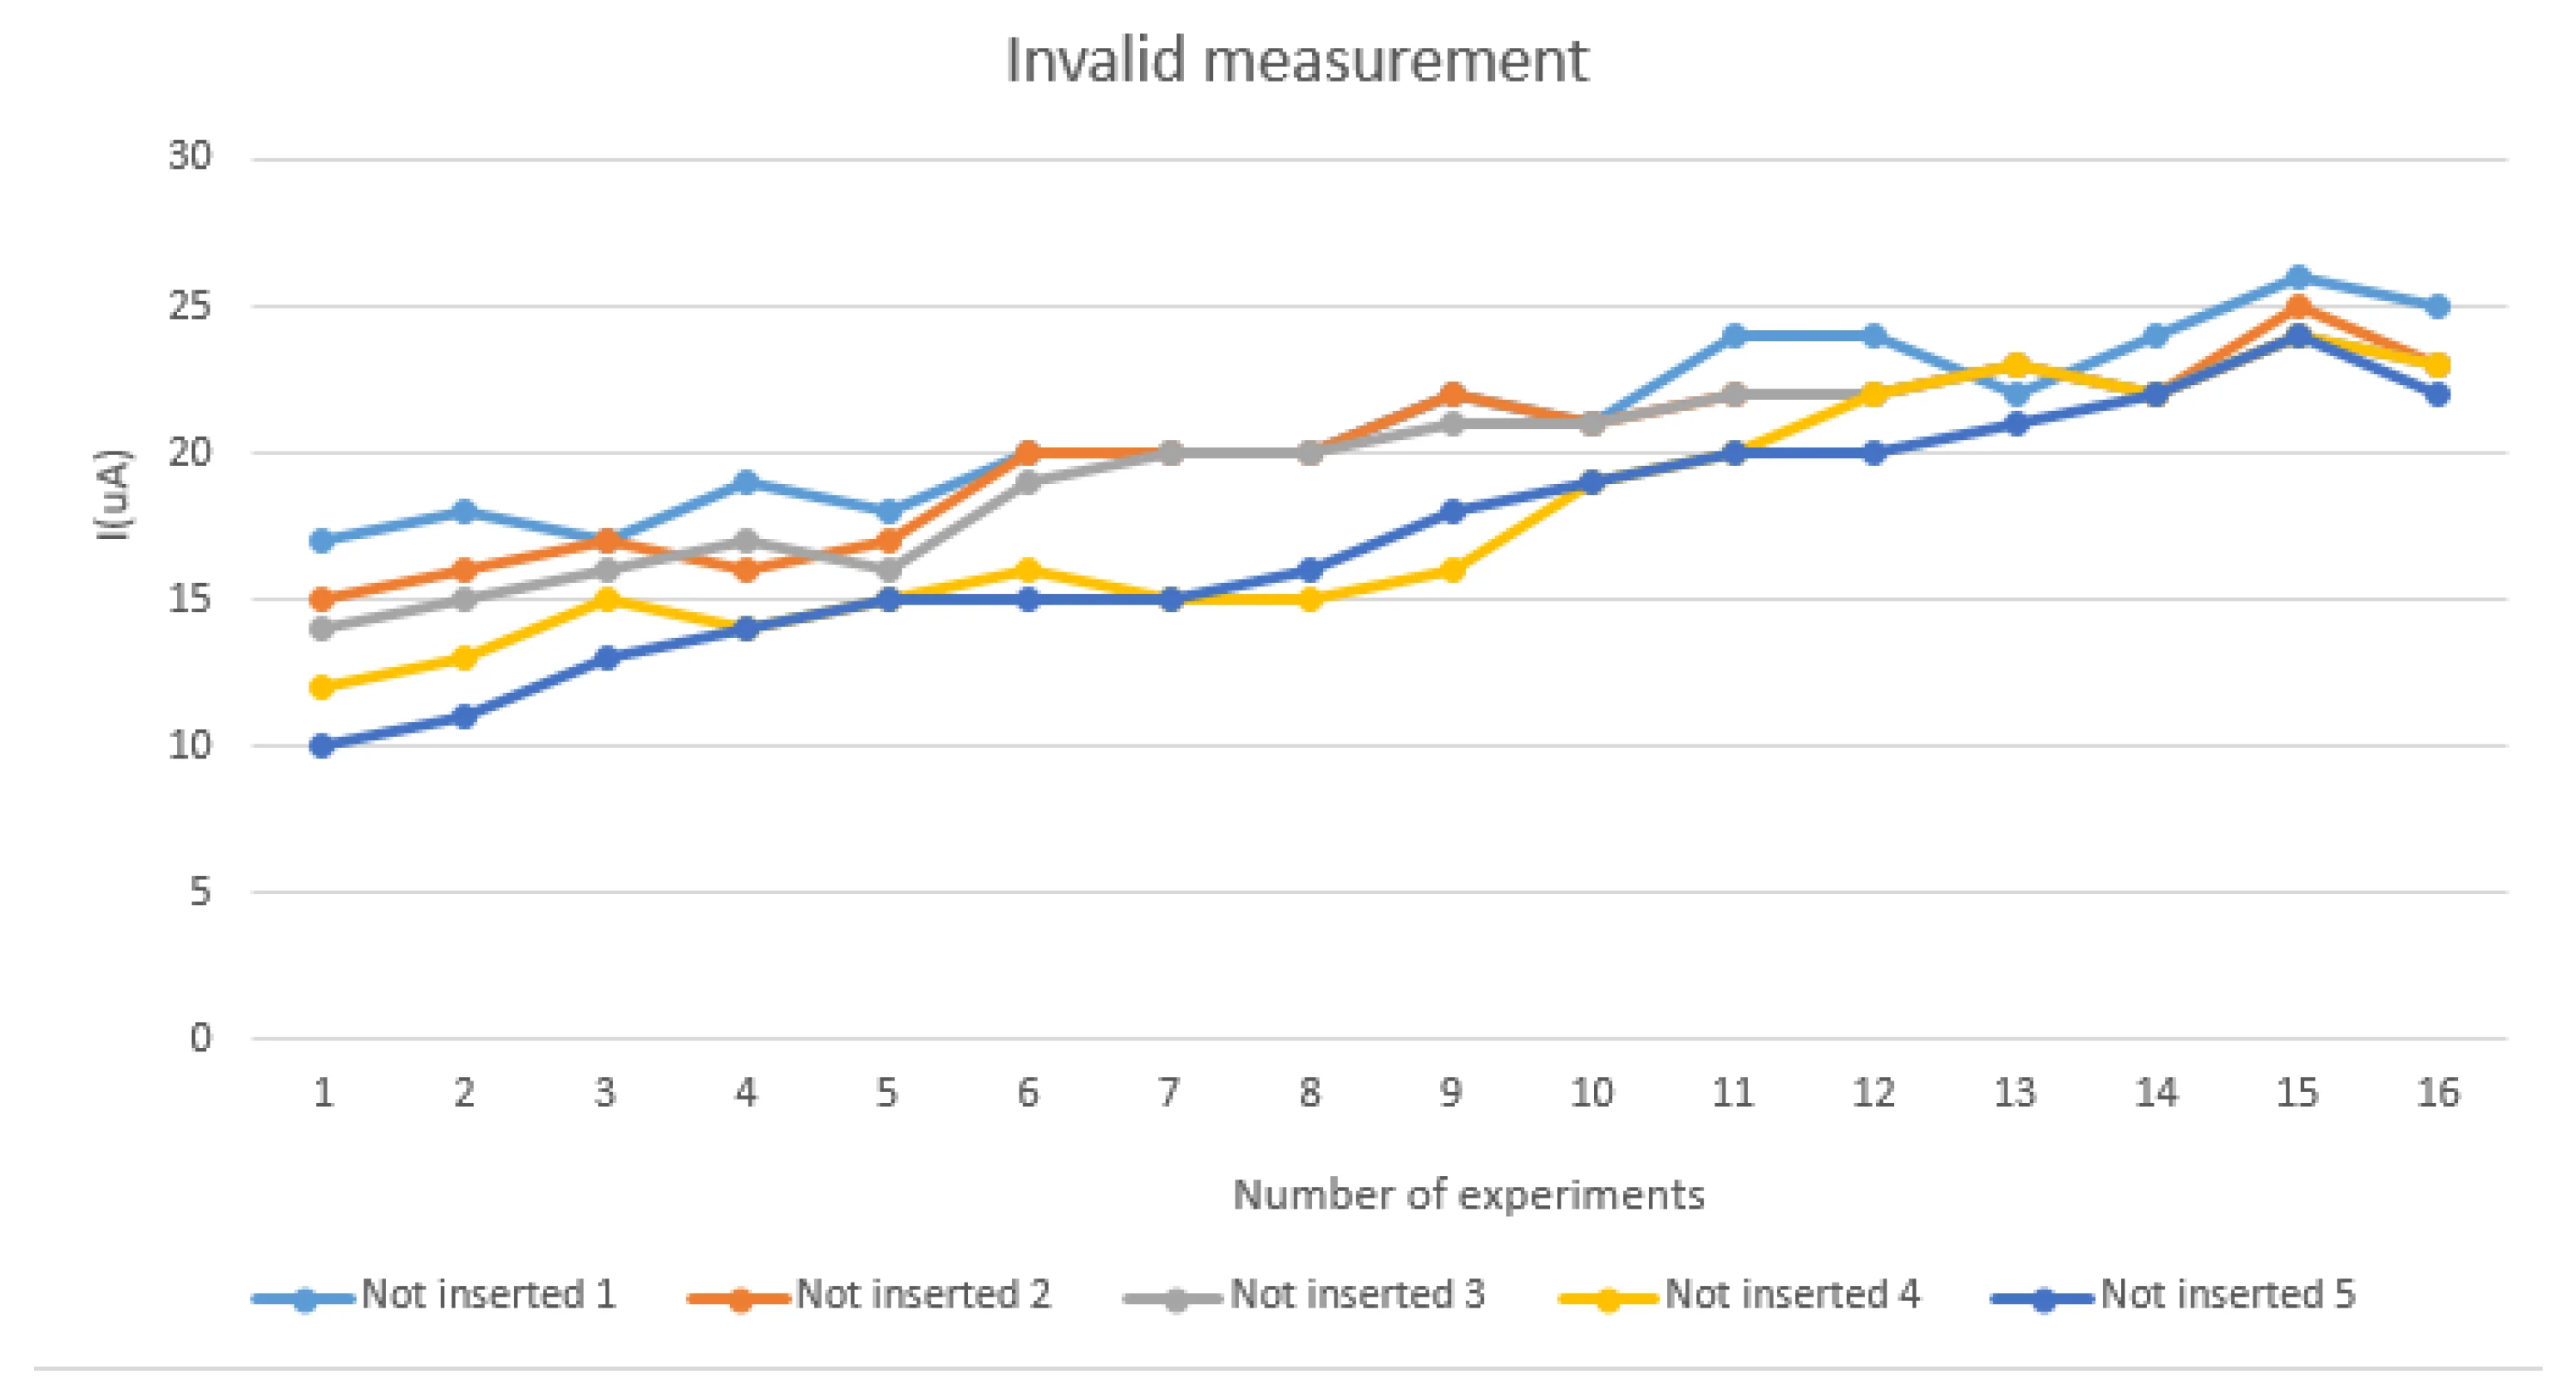 Invalid measurement
30
25
20
15
10
5
0
I(uA)
1 2 3 4 5 6 7 8 9 10 11 12 13 14 15 16
Number of experiments
Not inserted 1 Not inserted 2 Not inserted 3 Not inserted 4 Not inserted 5